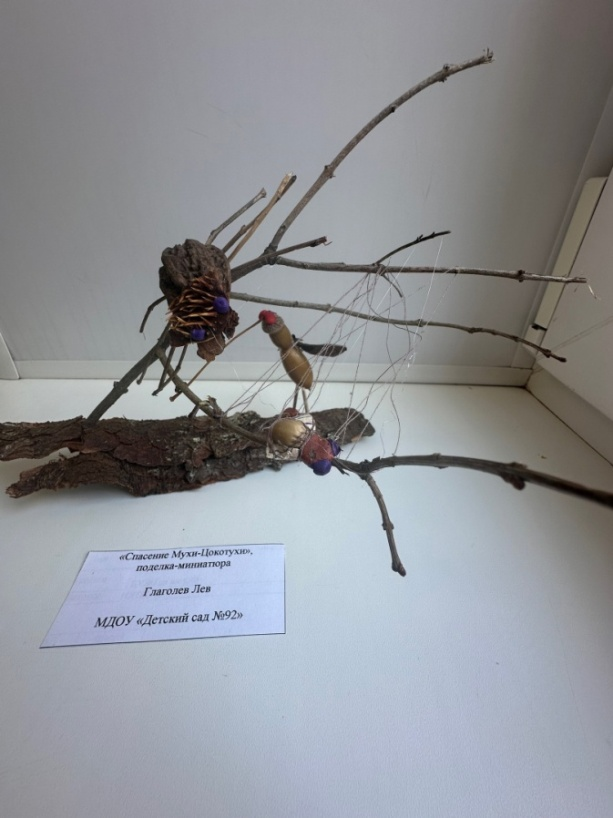 «Спасение Мухи-Цокотухи»,
поделка-миниатюра
Глаголев Лев
МДОУ «Детский сад №92»